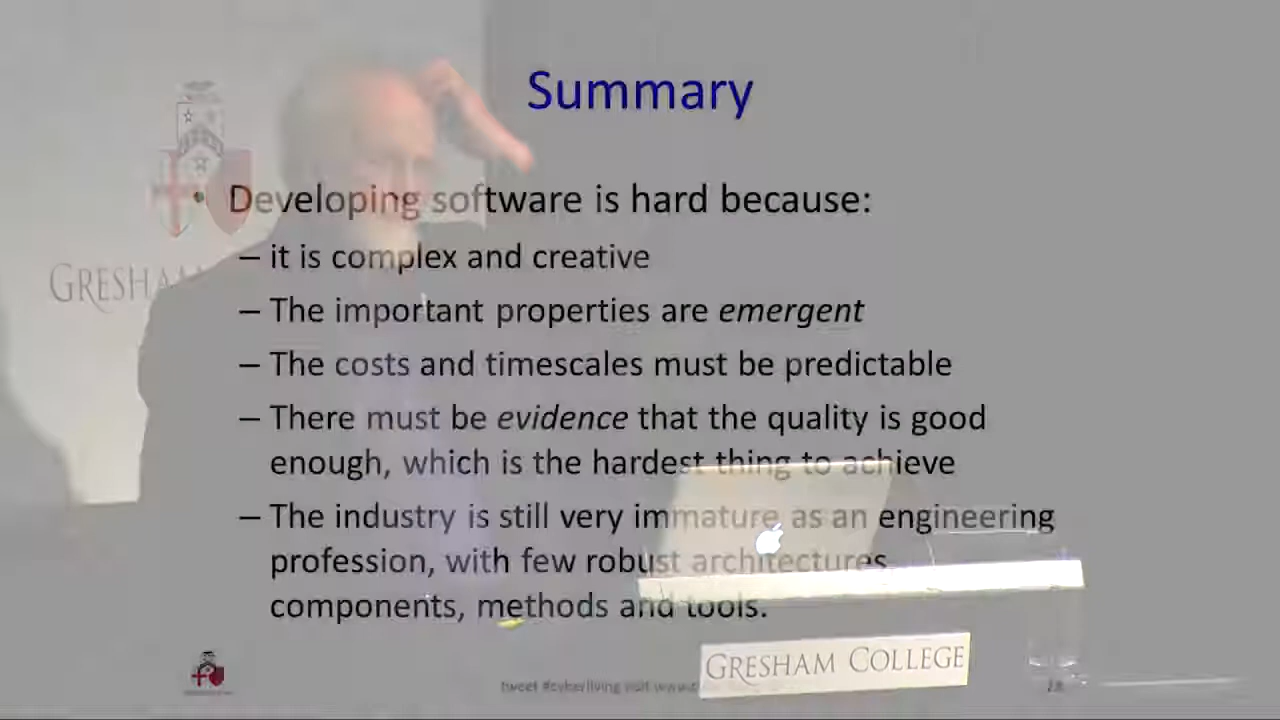 Summary
• Developing software is hard because:
– it is complex and creative
– The important properties are emergent
– The costs and timescales must be predictable
– There must be evidence that the quality is good
enough, which is the hardest thing to achieve
– The industry is still very immature as an engineering
profession, with few robust architectures
components, methods and tools.
GRESHAM
GRESHAM COLLEGE
tweet #cyberliving visit